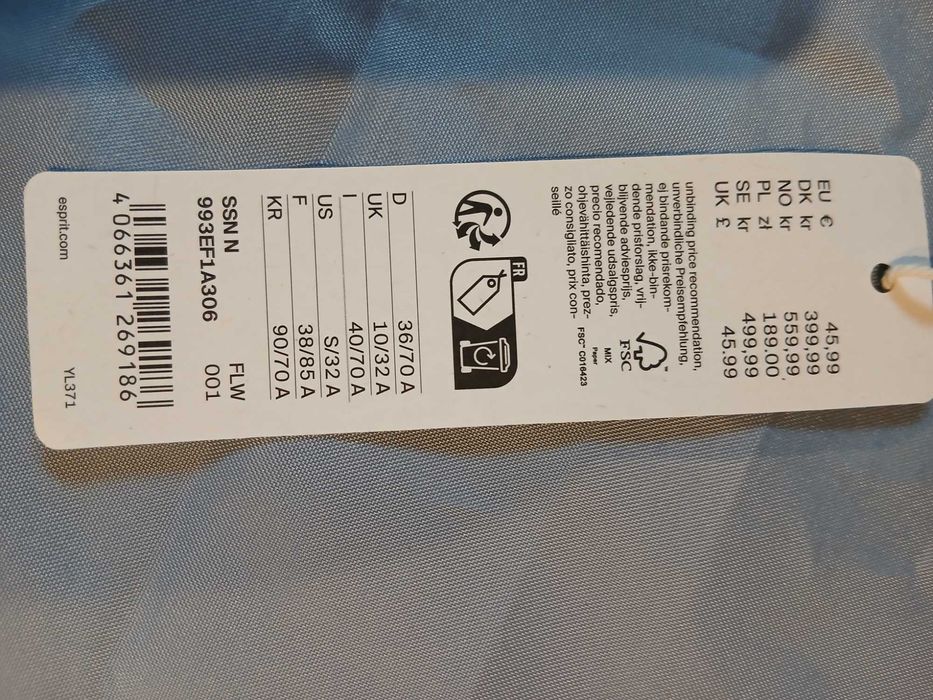 EU € 45,99
DK kr 399,99
NO kr 559,99
PL zł 189.00
SE kr 499,99
UK £ 45.99
unbinding price recommendation,
unverbindliche Preisempfehlung,
ej bindande prisrekom-
mendation, ikke-bin-
dende prisforslag, vrij-
blijvende adviesprijs,
vejledende udsalgspris,
precio recomendado,
ohjevähittäishinta, prez-
zo consigliato, prix con-
seillé
FSC™
MIX
Paper
FSC™ C016423
FR
D 36/70 A
UK 10/32 A
I 40/70 A
US S/32 A
F 38/85 A
KR 90/70 A
SSN N FLW
993EF1A306 001
4 066361 269186
esprit.com YL371